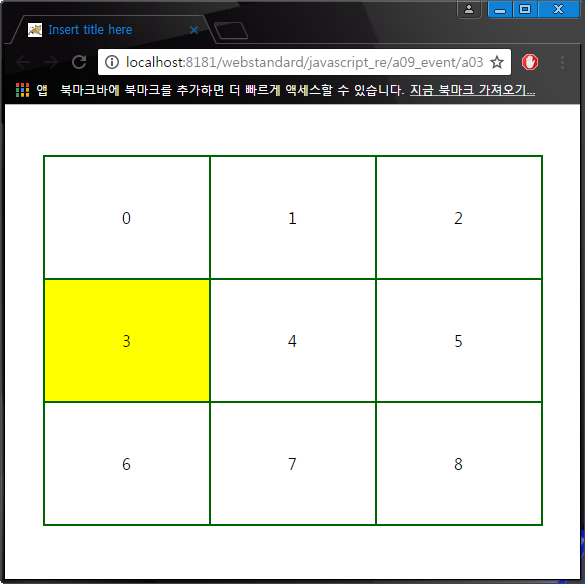 Insert title here
localhost:8181/webstandard/javascript_re/a09_event/a03
앱 북마크바에 북마크를 추가하면 더 빠르게 액세스할 수 있습니다. 지금 북마크 가져오기...
0 1 2
3 4 5
6 7 8